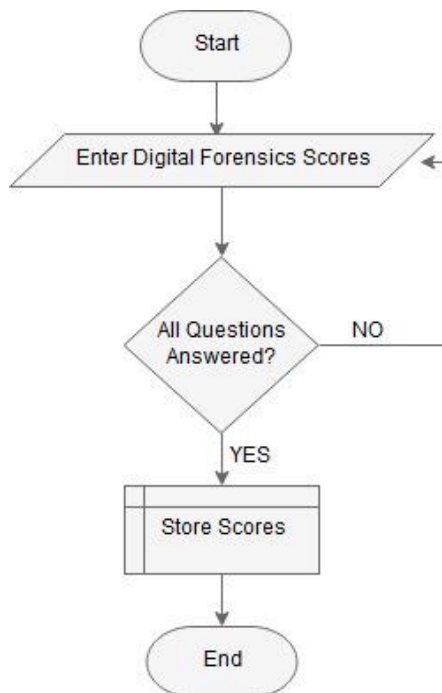 Start
Enter Digital Forensics Scores
All Questions
Answered?
NO
YES
Store Scores
End